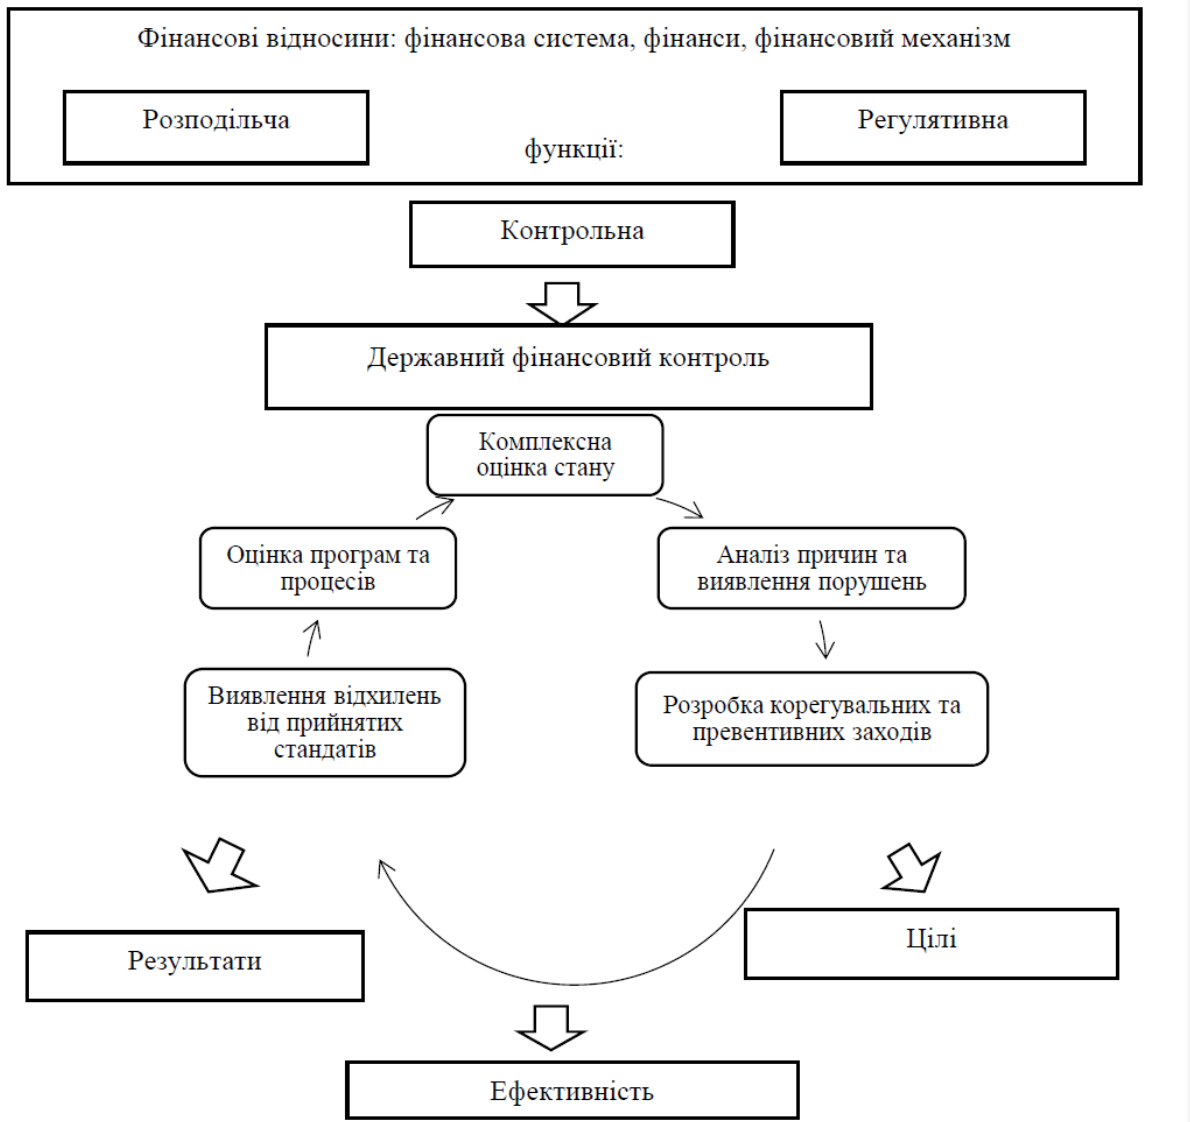 Фінансові відносини: фінансова система, фінанси, фінансовий механізм
Розподільча
Регулятивна
функції:
Контрольна
Державний фінансовий контроль
Комплексна
оцінка стану
Оцінка програм та
процесів
Аналіз причин та
виявлення порушень
Виявлення відхилень
від прийнятих
стандатів
Розробка корегувальних та
превентивних заходів
Результати
Цілі
Ефективність